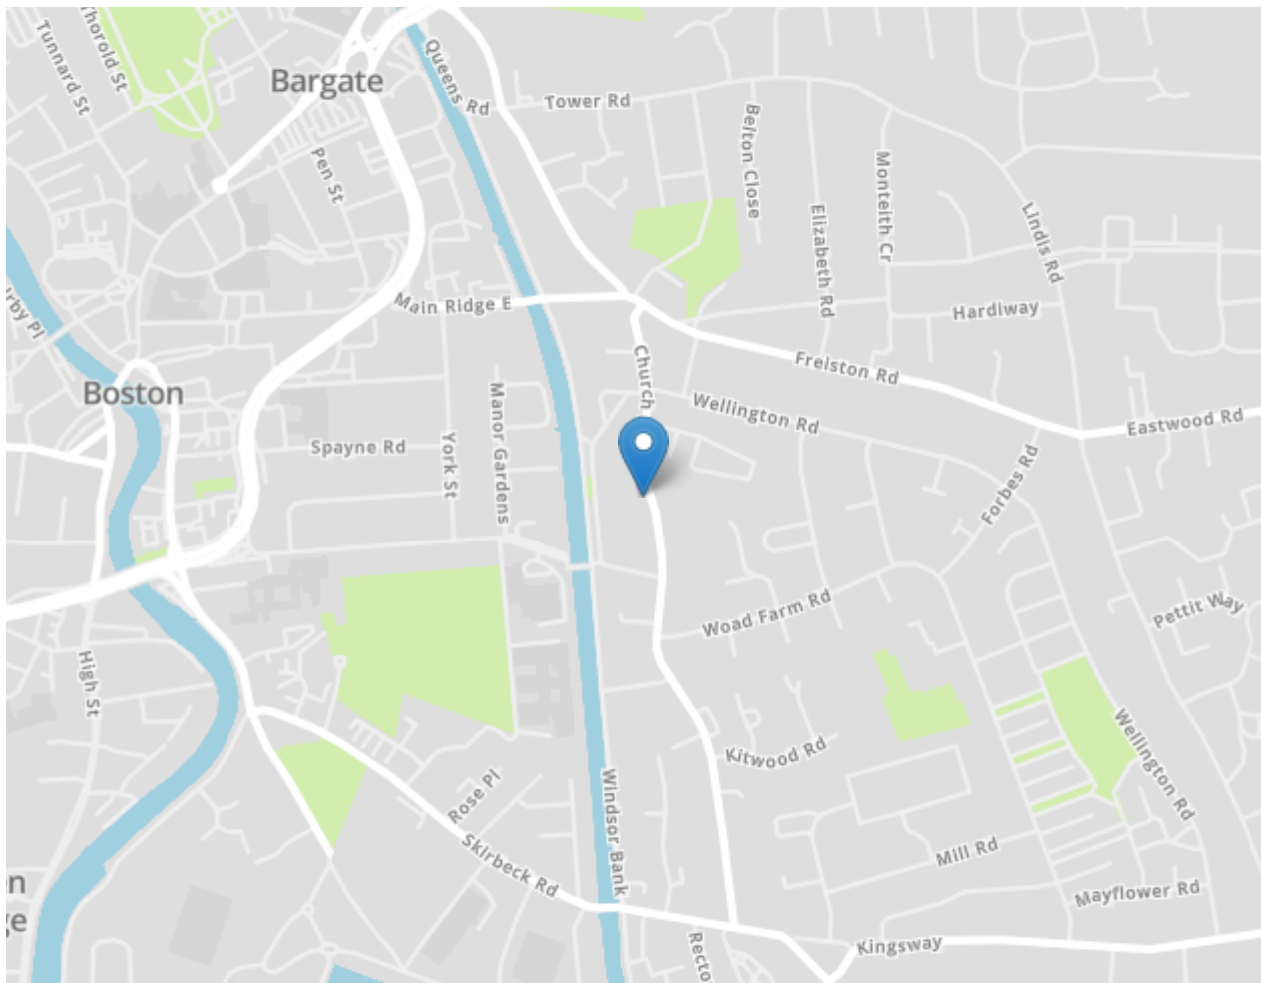 Tunnard St
Thorold St
Bargate
Queens Rd
Tower Rd
Belton Close
Pen St
Monteith Cr
Elizabeth Rd
Lindis Rd
Main Ridge E
Hardiway
Church
Freiston Rd
Boston
Manor Gardens
Wellington Rd
Eastwood Rd
Spayne Rd
York St
Forbes Rd
Woad Farm Rd
Pettit Way
High St
Kitwood Rd
Wellington Rd
Rose Pl
Windsor Bank
Skirbeck Rd
Mill Rd
Mayflower Rd
Kingsway